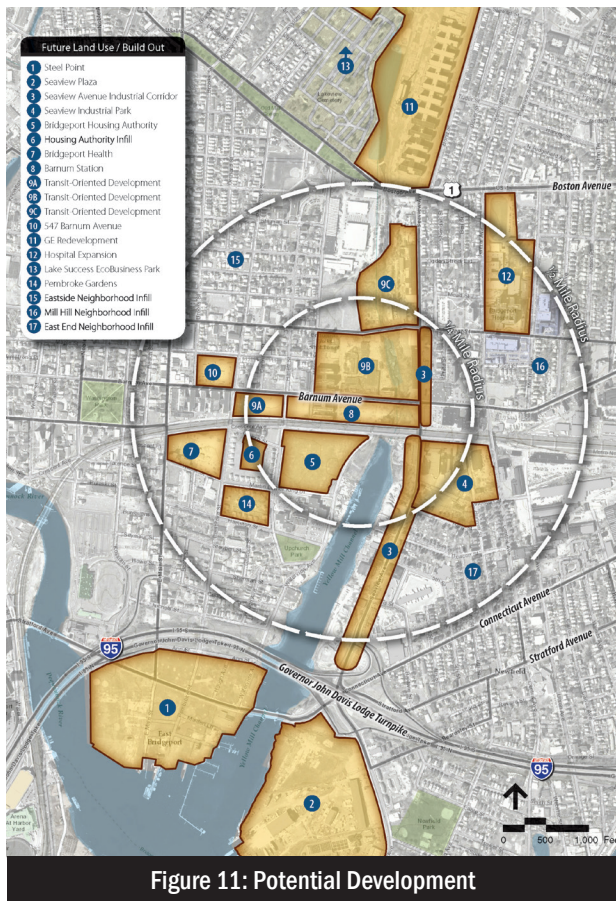 Future Land Use / Build Out
1 Steel Point
2 Seaview Plaza
3 Seaview Avenue Industrial Corridor
4 Seaview Industrial Park
5 Bridgeport Housing Authority
6 Housing Authority Infill
7 Bridgeport Health
8 Barnum Station
9A Transit-Oriented Development
9B Transit-Oriented Development
9C Transit-Oriented Development
10 547 Barnum Avenue
11 GE Redevelopment
12 Hospital Expansion
13 Lake Success EcoBusiness Park
14 Pembroke Gardens
15 Eastside Neighborhood Infill
16 Mill Hill Neighborhood Infill
17 East End Neighborhood Infill
13
11
1
Boston Avenue
15
9C
12
½ Mile Radius
¼ Mile Radius
16
10
9B
3
Barnum Avenue
9A
8
7
6
5
4
14
3
17
Connecticut Avenue
Stratford Avenue
95
Governor John Davis Lodge Turnpike
1
East
Bridgeport
2
95
0 500 1,000 Fee
Figure 11: Potential Development